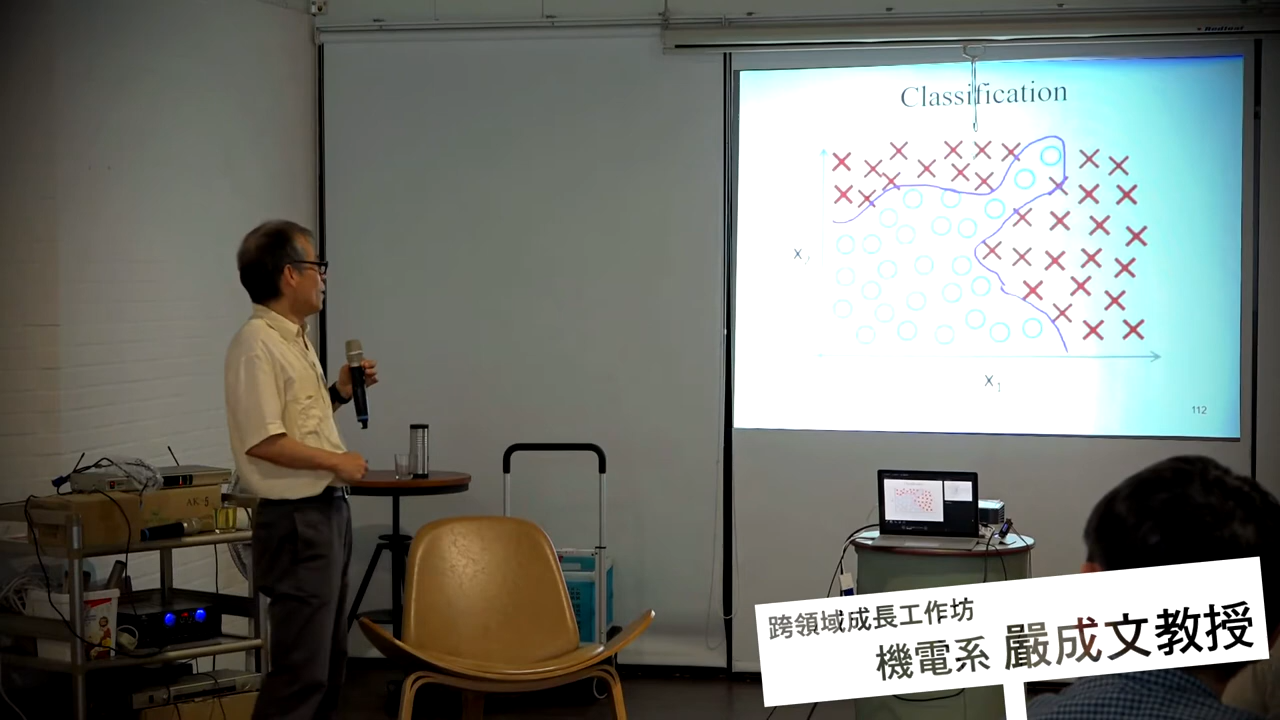 Classification
X2
X1
112
AK-5
跨領域成長工作坊
機電系 嚴成文教授